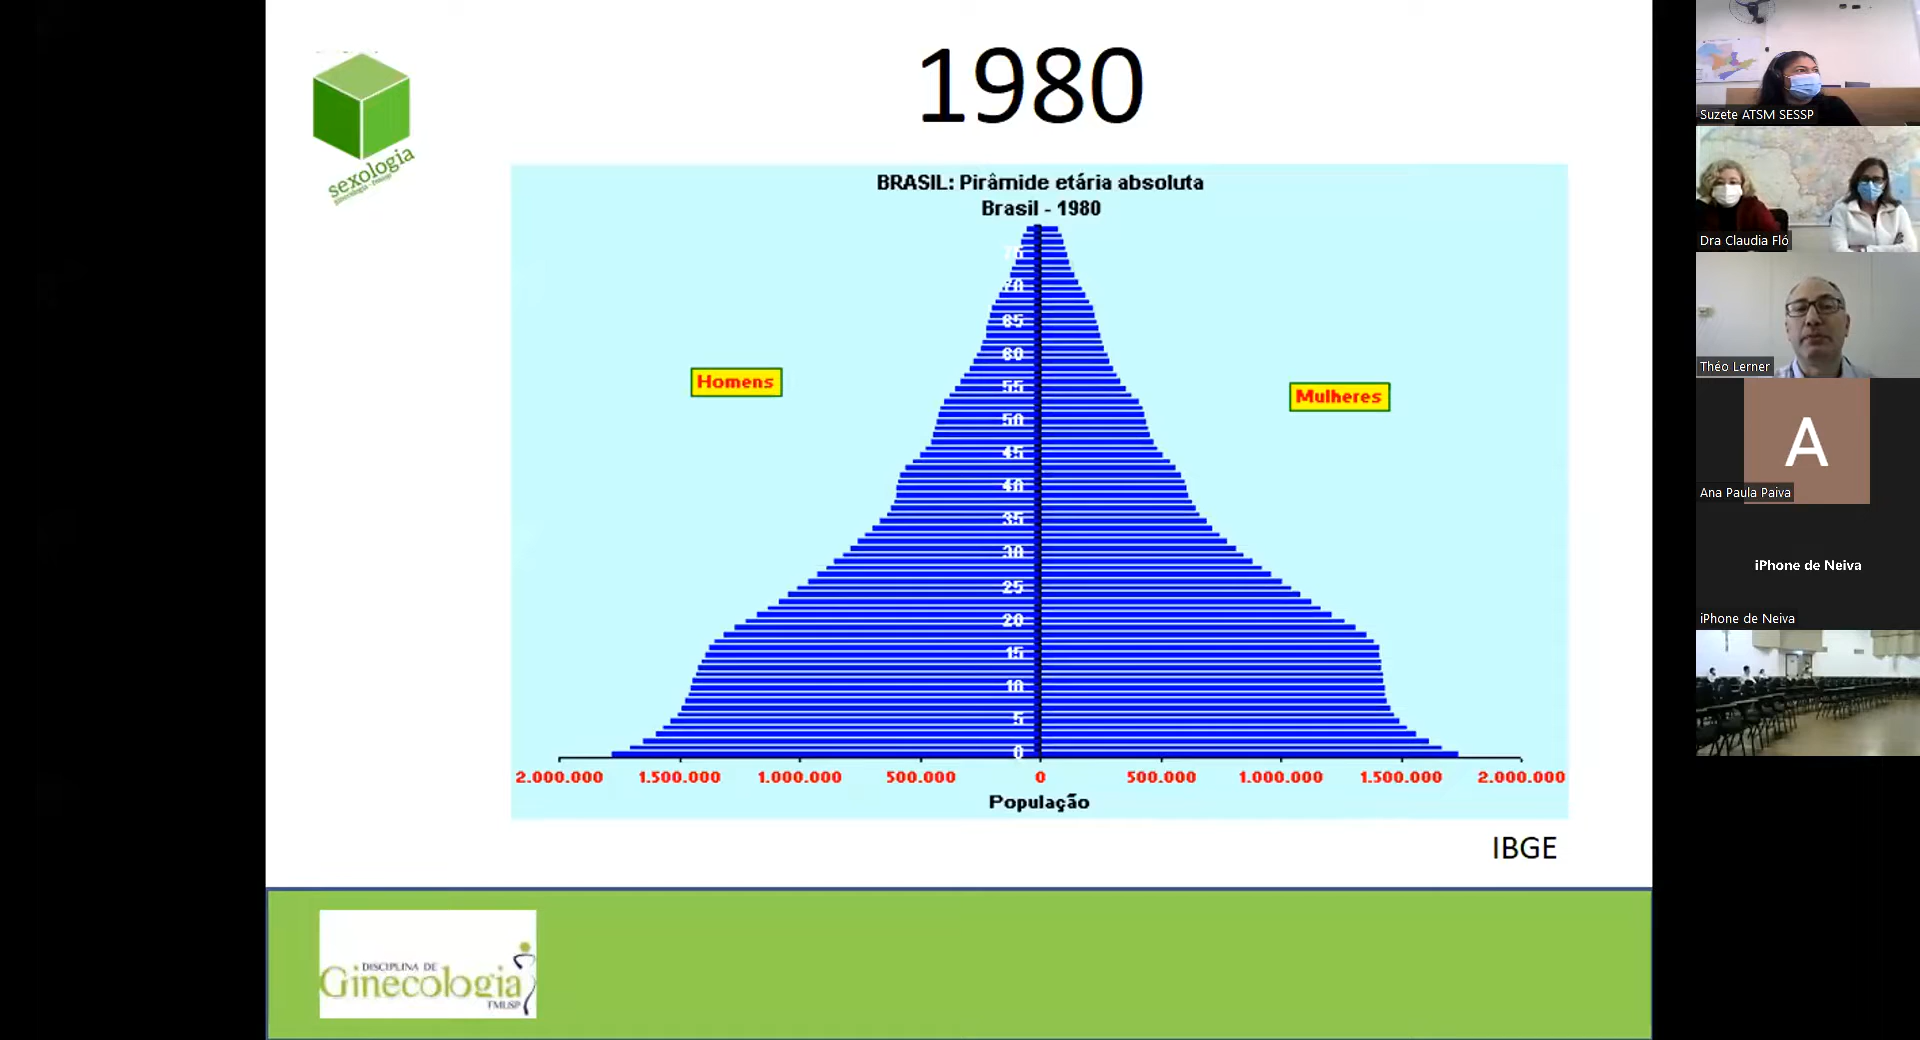 1980
sexologia
BRASIL: Pirâmide etária absoluta
Brasil - 1980
75
70
65
60
55
50
45
40
35
30
25
20
15
10
5
0
Homens
Mulheres
2.000.000 1.500.000 1.000.000 500.000 0 500.000 1.000.000 1.500.000 2.000.000
População
IBGE
DISCIPLINA DE
Ginecologia
FMUSP
Suzete ATSM SESSP
Dra Claudia Fló
Théo Lerner
A
Ana Paula Paiva
iPhone de Neiva
iPhone de Neiva